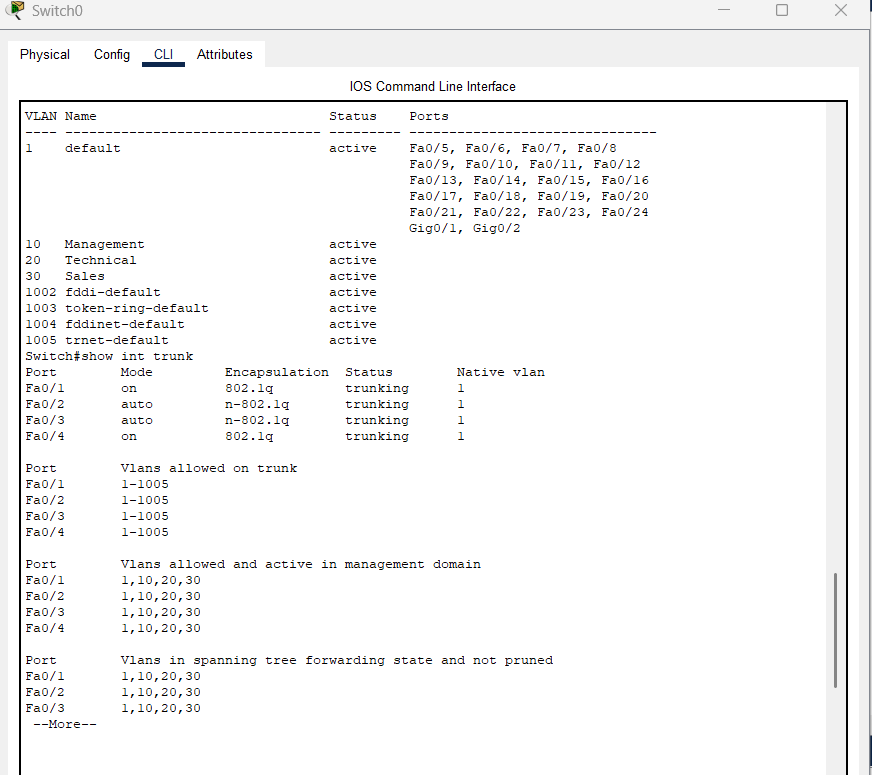 Switch0
Physical Config CLI Attributes
IOS Command Line Interface
VLAN Name Status Ports
---- -------------------------------- --------- -------------------------------
1 default active Fa0/5, Fa0/6, Fa0/7, Fa0/8
Fa0/9, Fa0/10, Fa0/11, Fa0/12
Fa0/13, Fa0/14, Fa0/15, Fa0/16
Fa0/17, Fa0/18, Fa0/19, Fa0/20
Fa0/21, Fa0/22, Fa0/23, Fa0/24
Gig0/1, Gig0/2
10 Management active
20 Technical active
30 Sales active
1002 fddi-default active
1003 token-ring-default active
1004 fddinet-default active
1005 trnet-default active
Switch#show int trunk
Port Mode Encapsulation Status Native vlan
Fa0/1 on 802.1q trunking 1
Fa0/2 auto n-802.1q trunking 1
Fa0/3 auto n-802.1q trunking 1
Fa0/4 on 802.1q trunking 1
Port Vlans allowed on trunk
Fa0/1 1-1005
Fa0/2 1-1005
Fa0/3 1-1005
Fa0/4 1-1005
Port Vlans allowed and active in management domain
Fa0/1 1,10,20,30
Fa0/2 1,10,20,30
Fa0/3 1,10,20,30
Fa0/4 1,10,20,30
Port Vlans in spanning tree forwarding state and not pruned
Fa0/1 1,10,20,30
Fa0/2 1,10,20,30
Fa0/3 1,10,20,30
--More--